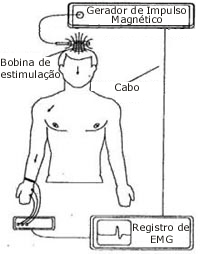 Gerador de Impulso
Magnético
Bobina de
estimulação
Cabo
Registro de
EMG